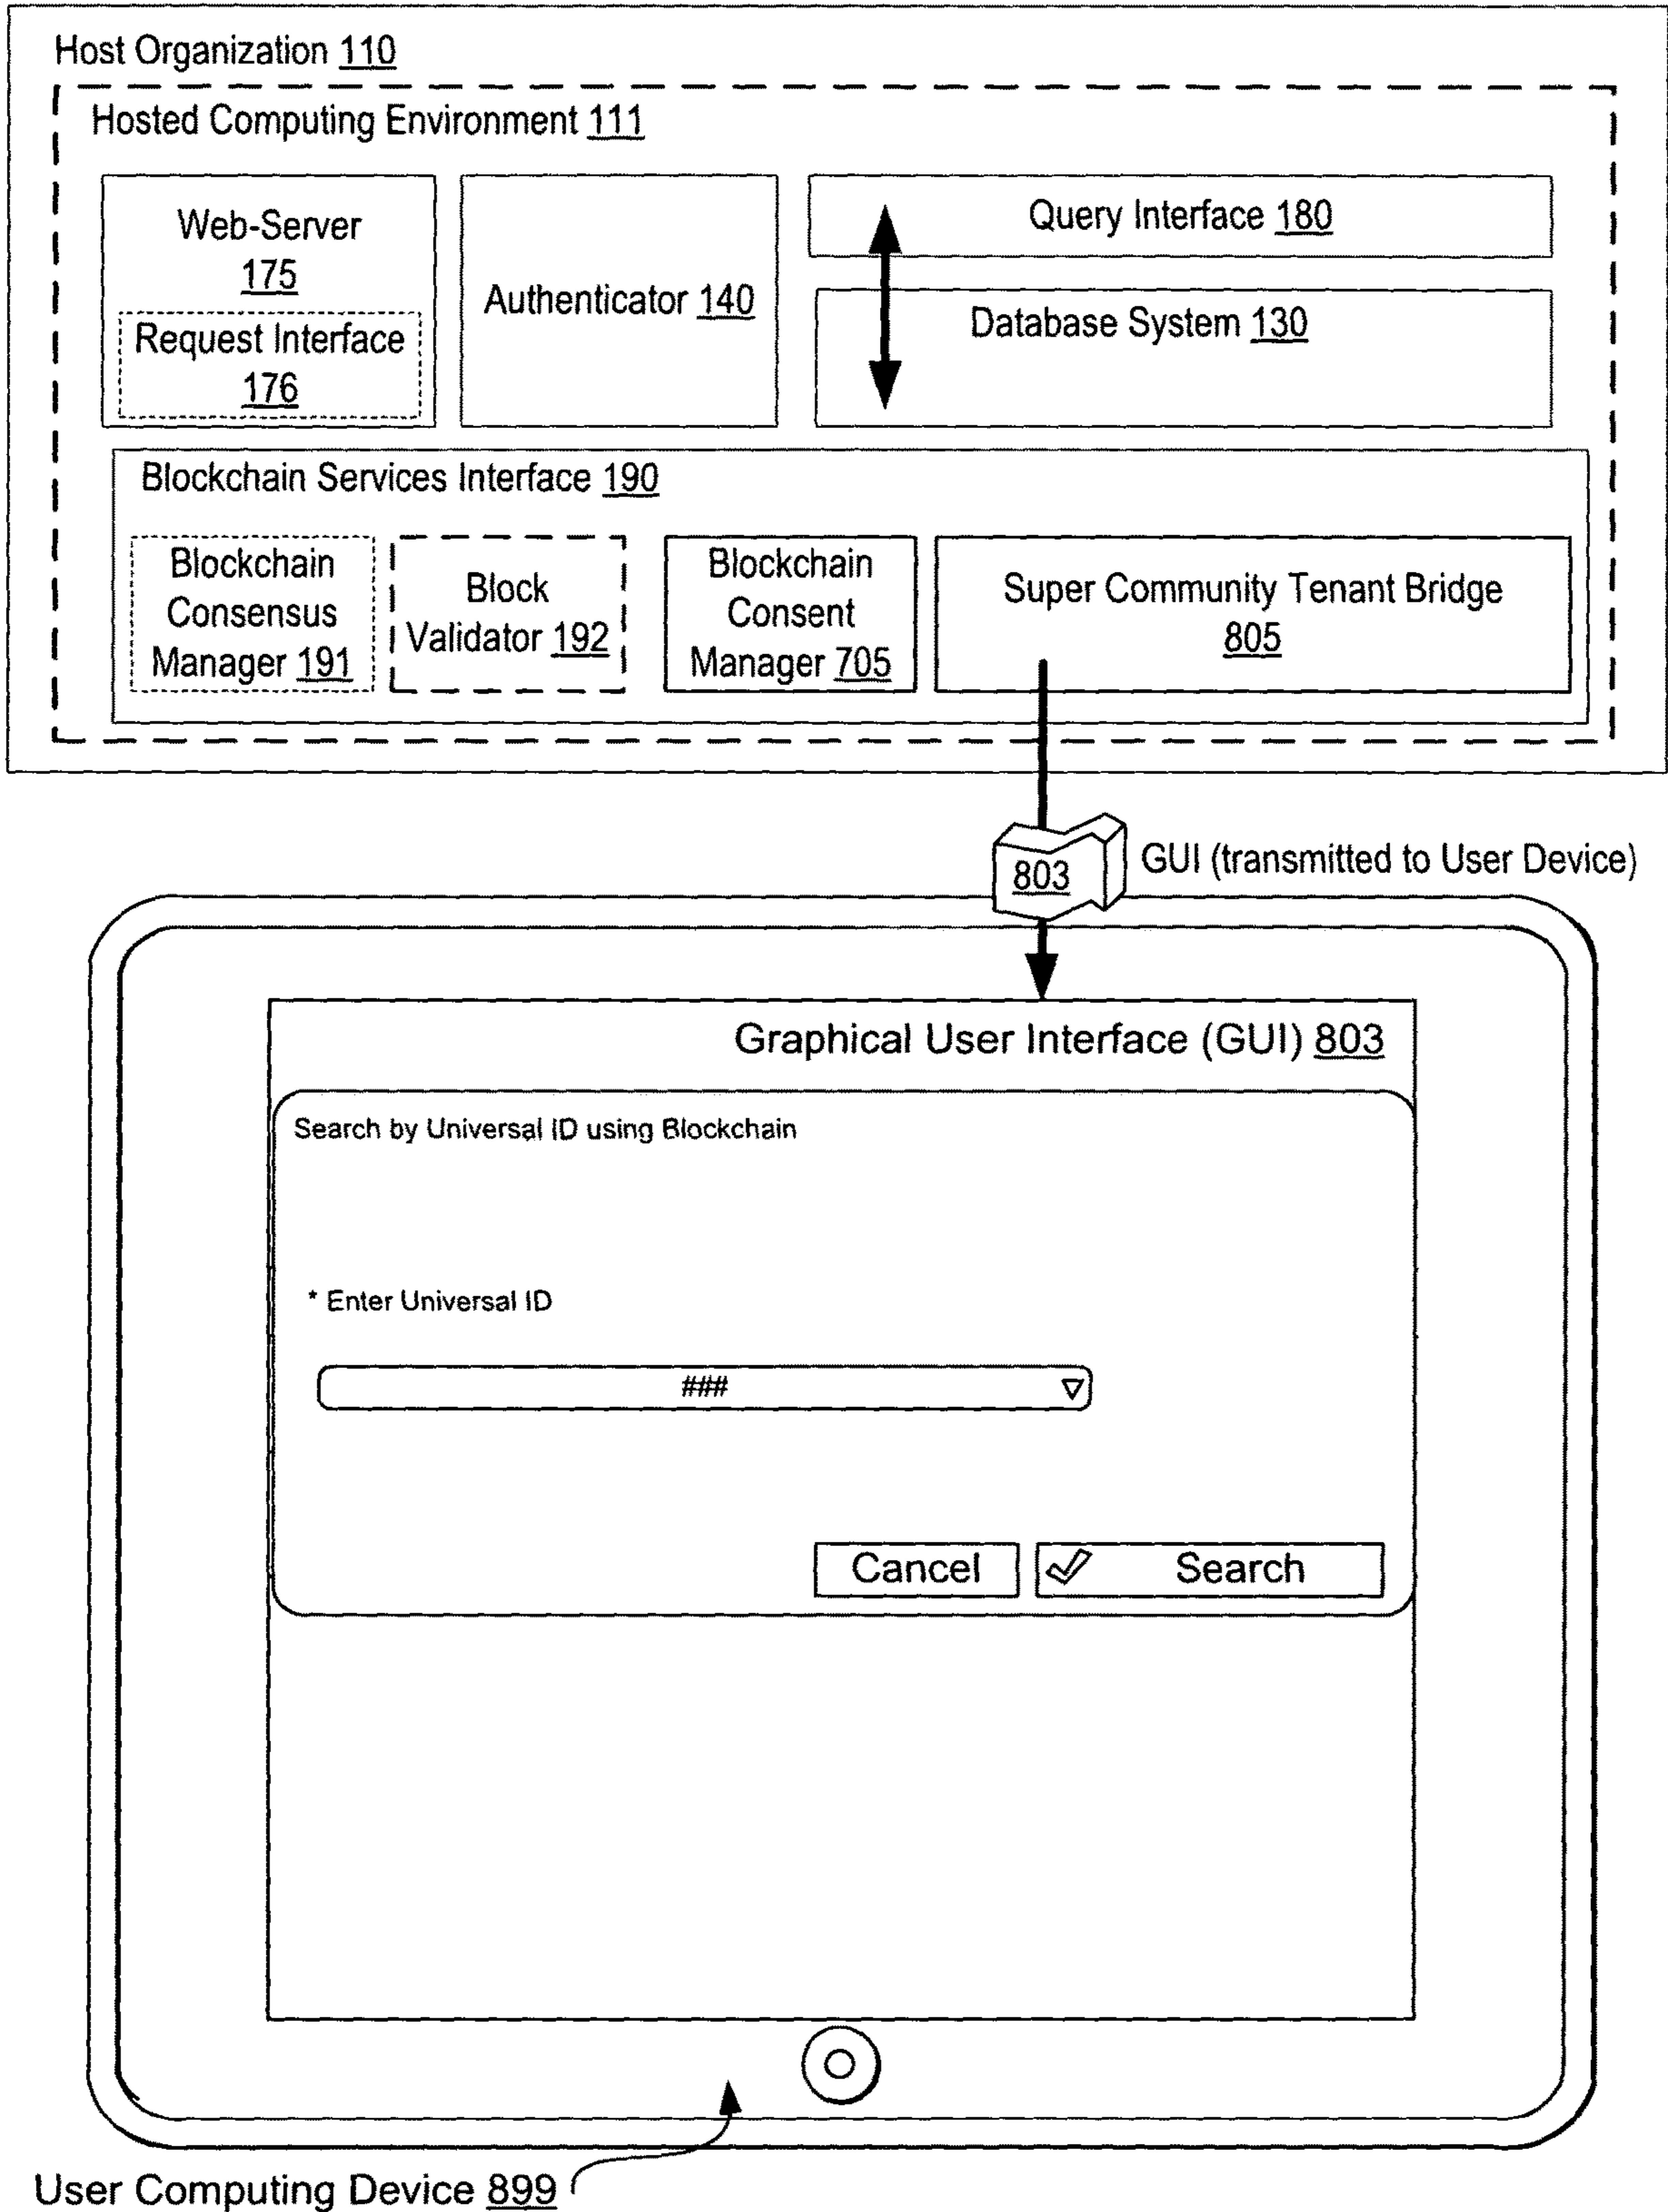 Host Organization 110
Hosted Computing Environment 111
Web-Server
175
Request Interface
176
Authenticator 140
Query Interface 180
Database System 130
Blockchain Services Interface 190
Blockchain
Consensus
Manager 191
Block
Validator 192
Blockchain
Consent
Manager 705
Super Community Tenant Bridge
805
803
GUI (transmitted to User Device)
Graphical User Interface (GUI) 803
Search by Universal ID using Blockchain
* Enter Universal ID
###
Cancel
Search
User Computing Device 899